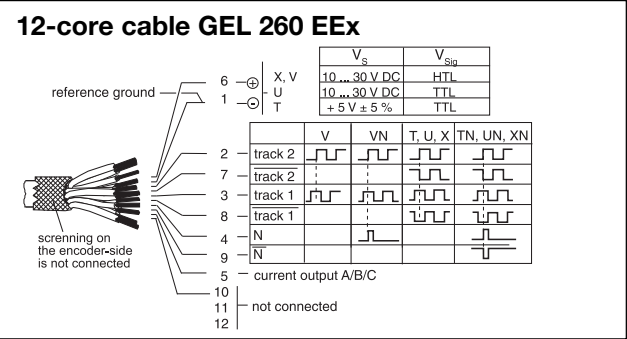 12-core cable GEL 260 EEx
V_S V_Sig
6 ⊕ X, V 10 ... 30 V DC HTL
reference ground U 10 ... 30 V DC TTL
1 ⊖ T + 5 V ± 5 % TTL
V VN T, U, X TN, UN, XN
2 track 2
7 t̅r̅a̅c̅k̅ ̅2̅
3 track 1
8 t̅r̅a̅c̅k̅ ̅1̅
4 N
9 N̅
screnning on
the encoder-side
is not connected
5 current output A/B/C
10
11 not connected
12